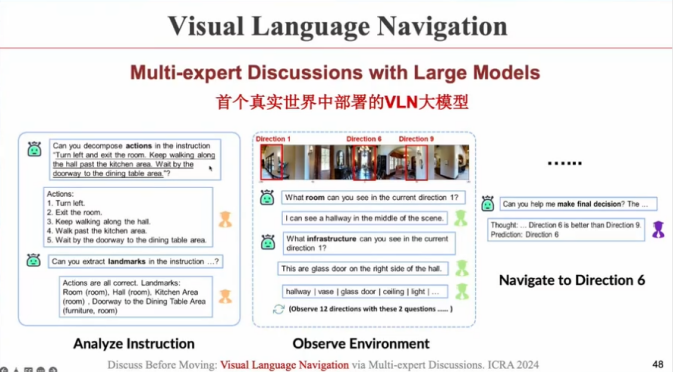 Visual Language Navigation
Multi-expert Discussions with Large Models
首个真实世界中部署的VLN大模型
Can you decompose actions in the instruction
"Turn left and exit the room. Keep walking along
the hall past the kitchen area. Wait by the
doorway to the dining table area."?
Actions:
1. Turn left.
2. Exit the room.
3. Keep walking along the hall.
4. Walk past the kitchen area.
5. Wait by the doorway to the dining table area.
Can you extract landmarks in the instruction ...?
Actions are all correct. Landmarks:
Room (room), Hall (room), Kitchen Area
(room) , Doorway to the Dining Table Area
(furniture, room)
Analyze Instruction
Direction 1
Direction 6
Direction 9
What room can you see in the current direction 1?
I can see a hallway in the middle of the scene.
What infrastructure can you see in the current
direction 1?
This are glass door on the right side of the hall.
hallway | vase | glass door | ceiling | light | ...
(Observe 12 directions with these 2 questions ...... )
Observe Environment
......
Can you help me make final decision? The ...
Thought: ... Direction 6 is better than Direction 9.
Prediction: Direction 6
Navigate to Direction 6
Discuss Before Moving: Visual Language Navigation via Multi-expert Discussions. ICRA 2024
48